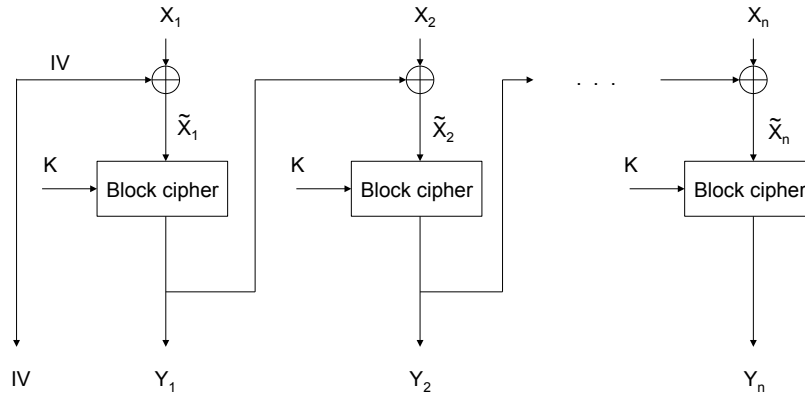 X₁ X₂ Xₙ
IV
. . .
X̃₁ X̃₂ X̃ₙ
K K K
Block cipher Block cipher Block cipher
IV Y₁ Y₂ Yₙ